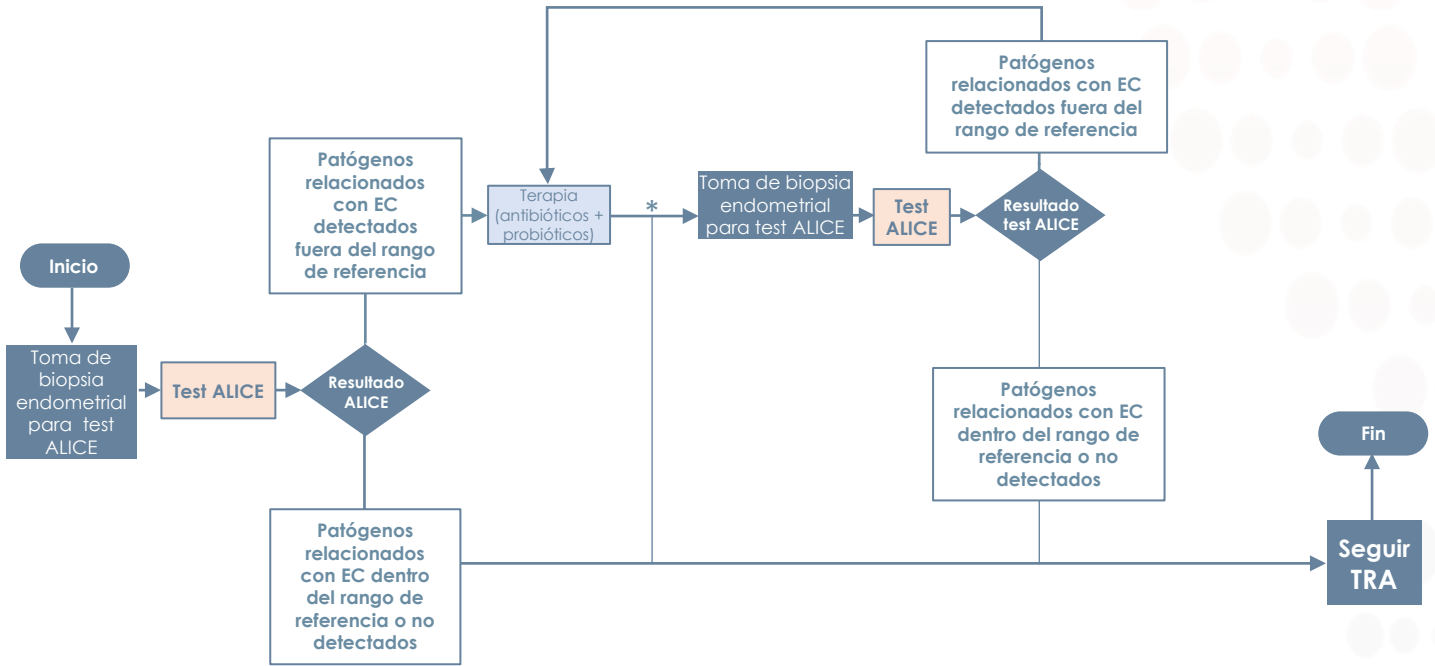 Inicio
Toma de
biopsia
endometrial
para test
ALICE
Test ALICE
Resultado
ALICE
Patógenos
relacionados
con EC
detectados
fuera del rango
de referencia
Patógenos
relacionados
con EC dentro
del rango de
referencia o no
detectados
Terapia
(antibióticos +
probióticos)
*
Toma de biopsia
endometrial
para test ALICE
Test
ALICE
Resultado
test ALICE
Patógenos
relacionados con EC
detectados fuera del
rango de referencia
Patógenos
relacionados con EC
dentro del rango de
referencia o no
detectados
Seguir
TRA
Fin